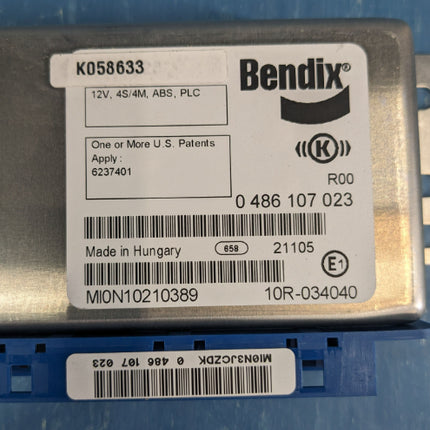 K058633
Bendix®
12V, 4S/4M, ABS, PLC
One or More U.S. Patents
Apply :
6237401
((K))
R00
0 486 107 023
Made in Hungary 658 21105
E1
MI0N10210389 10R-034040
MI0N3JCZDK 0 486 107 023